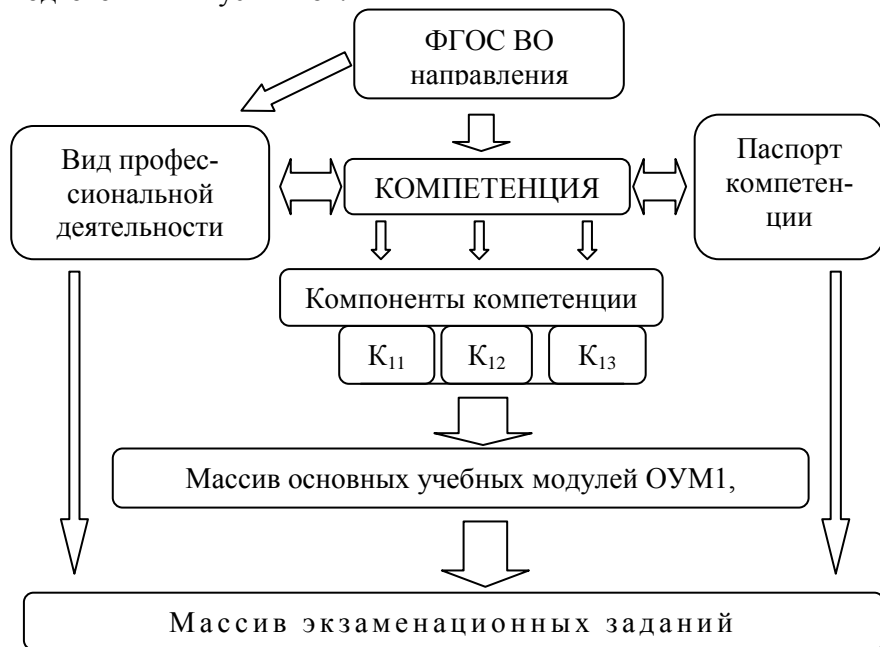 ФГОС ВО
направления
Вид профес-
сиональной
деятельности
КОМПЕТЕНЦИЯ
Паспорт
компетен-
ции
Компоненты компетенции
К11
К12
К13
Массив основных учебных модулей ОУМ1,
Массив экзаменационных заданий